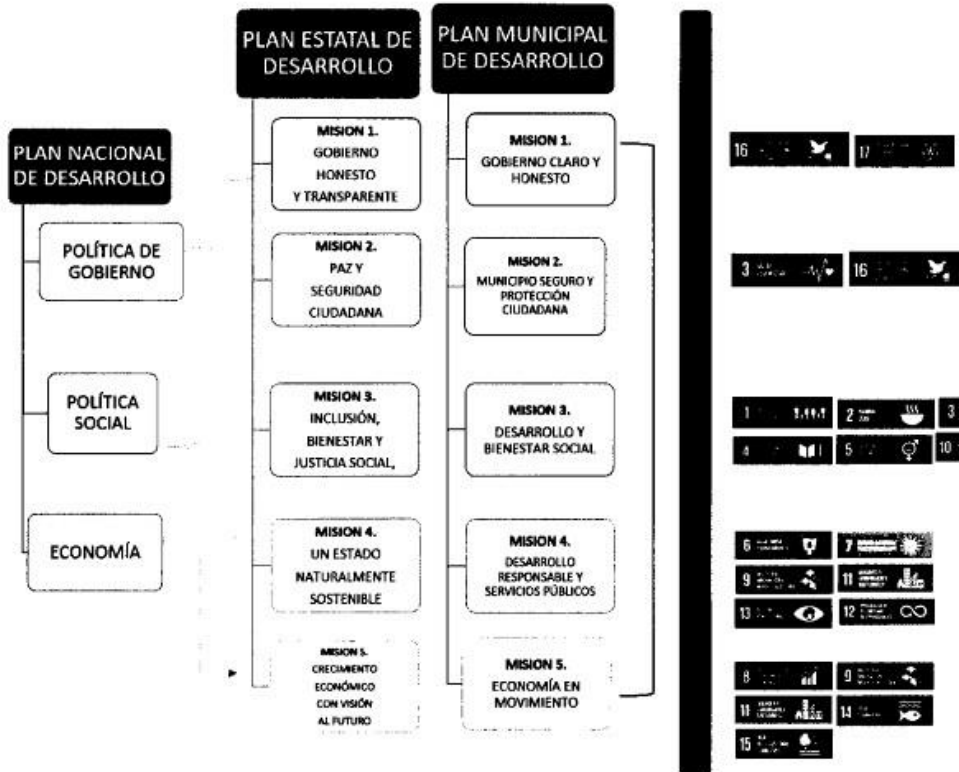 PLAN NACIONAL
DE DESARROLLO
POLÍTICA DE
GOBIERNO
POLÍTICA
SOCIAL
ECONOMÍA
PLAN ESTATAL DE
DESARROLLO
MISION 1.
GOBIERNO
HONESTO
Y TRANSPARENTE
MISION 2.
PAZ Y
SEGURIDAD
CIUDADANA
MISION 3.
INCLUSIÓN,
BIENESTAR Y
JUSTICIA SOCIAL,
MISION 4.
UN ESTADO
NATURALMENTE
SOSTENIBLE
MISION 5.
CRECIMIENTO
ECONÓMICO
CON VISIÓN
AL FUTURO
PLAN MUNICIPAL
DE DESARROLLO
MISION 1.
GOBIERNO CLARO Y
HONESTO
MISION 2.
MUNICIPIO SEGURO Y
PROTECCIÓN
CIUDADANA
MISION 3.
DESARROLLO Y
BIENESTAR SOCIAL
MISION 4.
DESARROLLO
RESPONSABLE Y
SERVICIOS PÚBLICOS
MISION 5.
ECONOMÍA EN
MOVIMIENTO
16 17
3 16
1 2 3
4 5 10
6 7
9 11
13 12
8 9
11 14
15